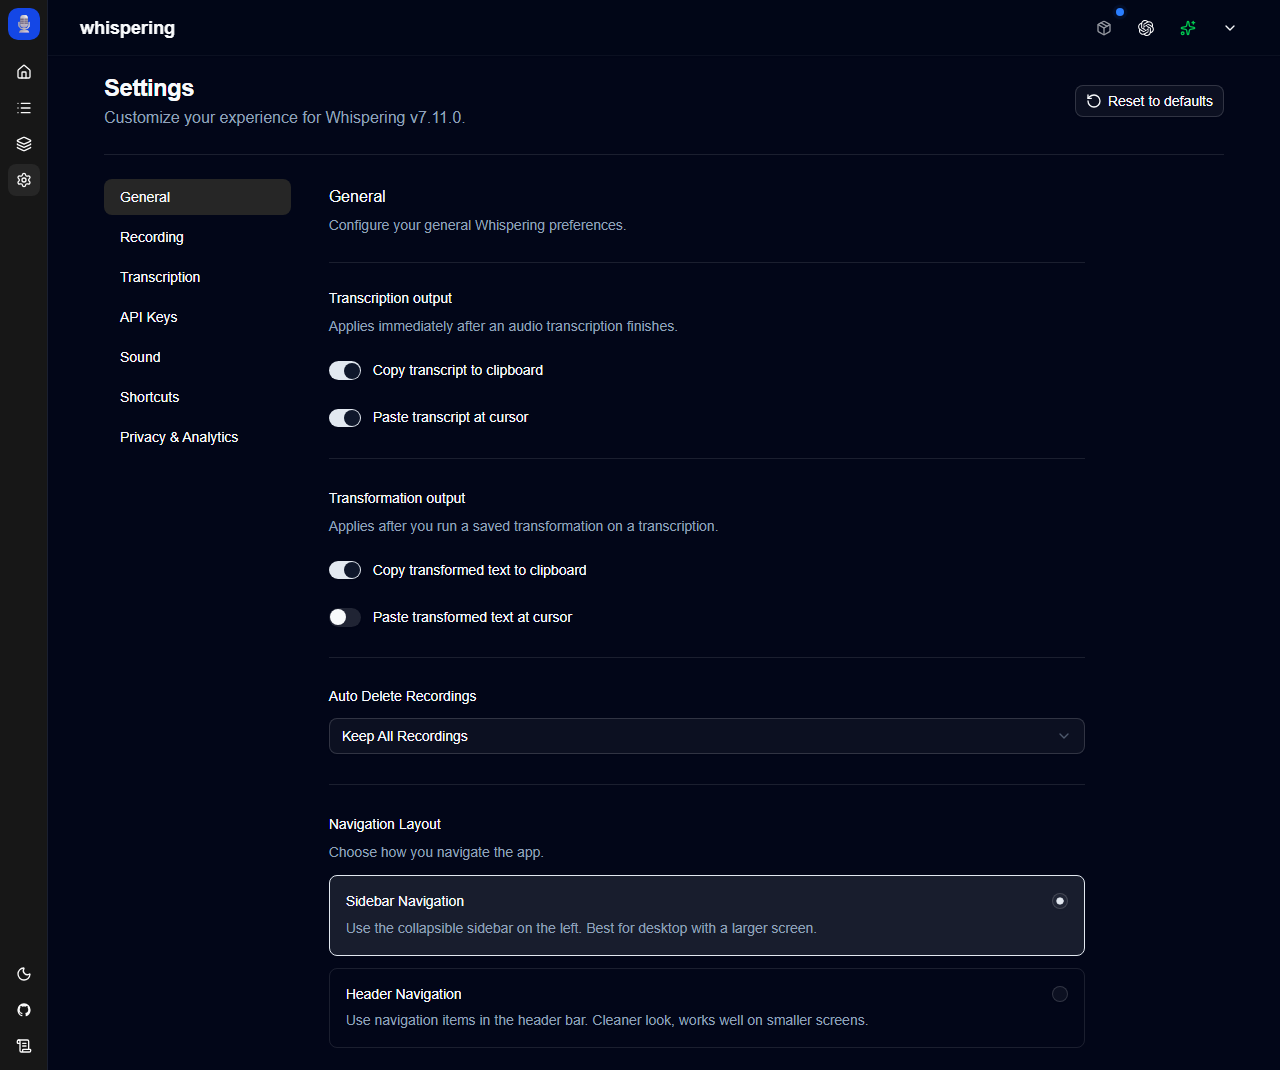 whispering
Settings
Customize your experience for Whispering v7.11.0.
Reset to defaults
General
Recording
Transcription
API Keys
Sound
Shortcuts
Privacy & Analytics
General
Configure your general Whispering preferences.
Transcription output
Applies immediately after an audio transcription finishes.
Copy transcript to clipboard
Paste transcript at cursor
Transformation output
Applies after you run a saved transformation on a transcription.
Copy transformed text to clipboard
Paste transformed text at cursor
Auto Delete Recordings
Keep All Recordings
Navigation Layout
Choose how you navigate the app.
Sidebar Navigation
Use the collapsible sidebar on the left. Best for desktop with a larger screen.
Header Navigation
Use navigation items in the header bar. Cleaner look, works well on smaller screens.